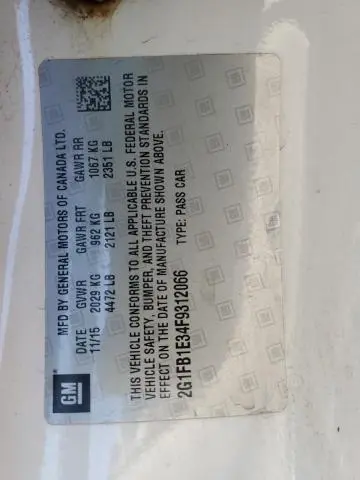 GM
MFD BY GENERAL MOTORS OF CANADA LTD.
DATE GVWR GAWR FRT GAWR RR
11/15 2029 KG 962 KG 1067 KG
4472 LB 2121 LB 2351 LB
THIS VEHICLE CONFORMS TO ALL APPLICABLE U.S. FEDERAL MOTOR
VEHICLE SAFETY, BUMPER, AND THEFT PREVENTION STANDARDS IN
EFFECT ON THE DATE OF MANUFACTURE SHOWN ABOVE.
2G1FB1E34F9312066 TYPE: PASS CAR